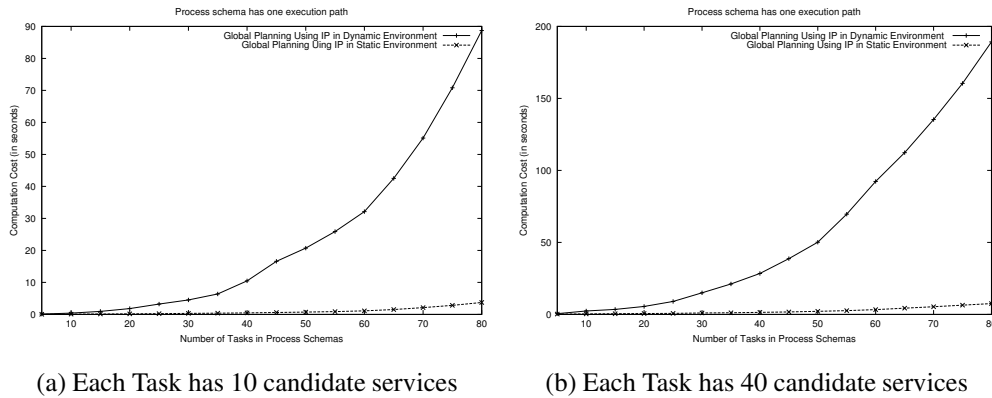 Process schema has one execution path
Global Planning Using IP in Dynamic Environment
Global Planning Uing IP in Static Environment
90
80
70
60
50
40
30
20
10
0
Computation Cost (in seconds)
10 20 30 40 50 60 70 80
Number of Tasks in Process Schemas
(a) Each Task has 10 candidate services
Process schema has one execution path
Global Planning Using IP in Dynamic Environment
Global Planning Using IP in Static Environment
200
150
100
50
0
Computation Cost (in seconds)
10 20 30 40 50 60 70 80
Number of Tasks in Process Schemas
(b) Each Task has 40 candidate services